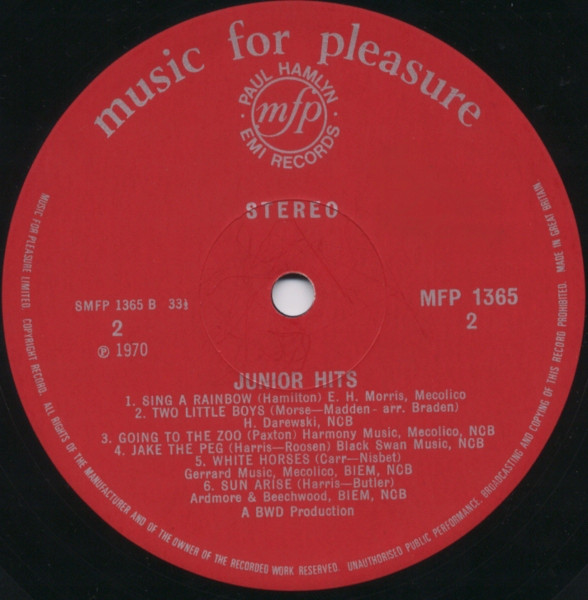 music for pleasure
· PAUL HAMLYN ·
mfp
EMI RECORDS
STEREO
SMFP 1365 B 33⅓
2
℗ 1970
MFP 1365
2
JUNIOR HITS
1. SING A RAINBOW (Hamilton) E. H. Morris, Mecolico
2. TWO LITTLE BOYS (Morse—Madden - arr. Braden)
H. Darewski, NCB
3. GOING TO THE ZOO (Paxton) Harmony Music, Mecolico, NCB
4. JAKE THE PEG (Harris—Roosen) Black Swan Music, NCB
5. WHITE HORSES (Carr—Nisbet)
Gerrard Music, Mecolico, BIEM, NCB
6. SUN ARISE (Harris—Butler)
Ardmore & Beechwood, BIEM, NCB
A BWD Production
MUSIC FOR PLEASURE LIMITED. COPYRIGHT RECORD. ALL RIGHTS OF THE MANUFACTURER AND OF THE OWNER OF THE RECORDED WORK RESERVED. UNAUTHORISED PUBLIC PERFORMANCE, BROADCASTING AND COPYING OF THIS RECORD PROHIBITED. MADE IN GREAT BRITAIN.